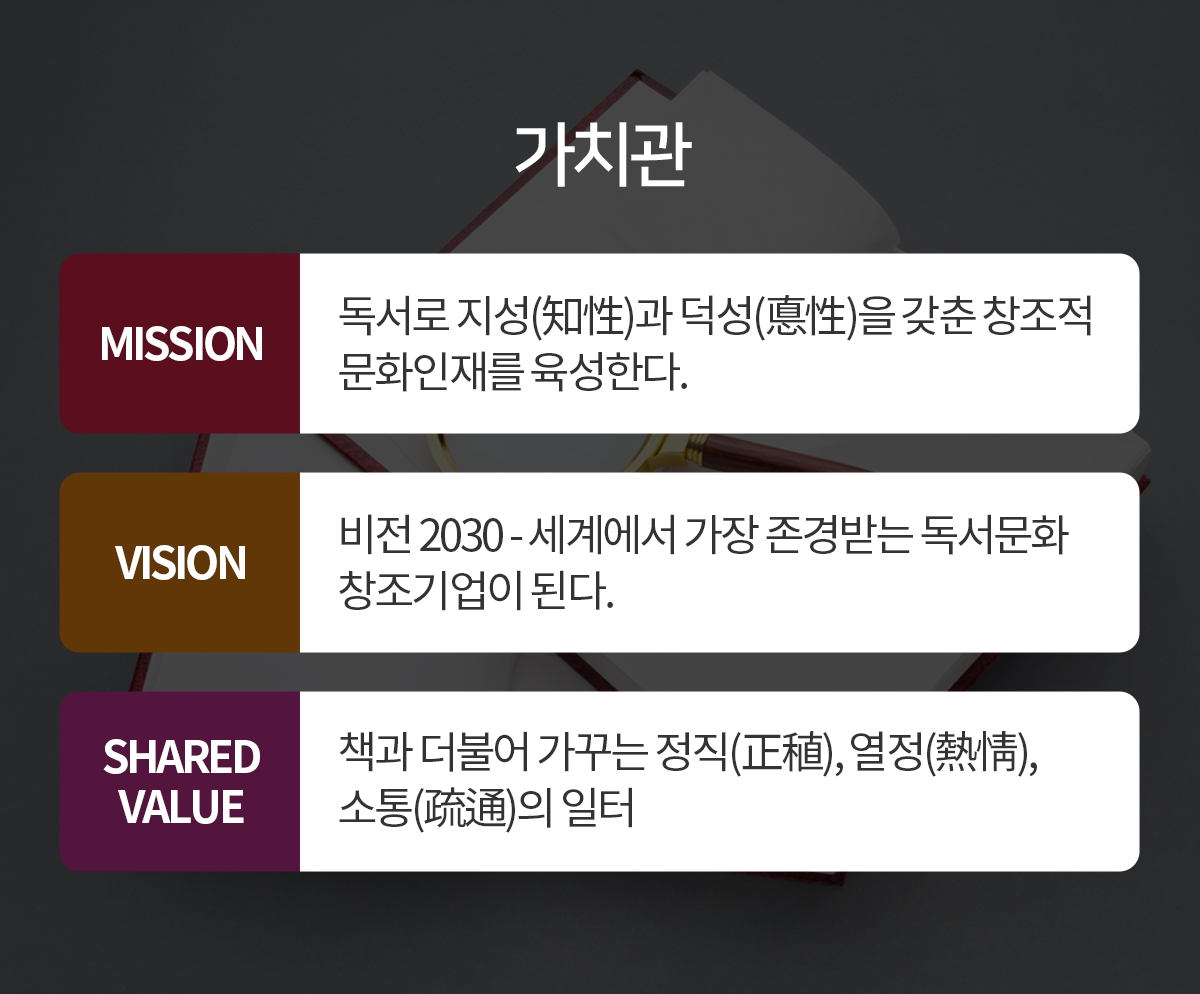 가치관
MISSION
독서로 지성(知性)과 덕성(悳性)을 갖춘 창조적
문화인재를 육성한다.
VISION
비전 2030 - 세계에서 가장 존경받는 독서문화
창조기업이 된다.
SHARED
VALUE
책과 더불어 가꾸는 정직(正稙), 열정(熱情),
소통(疏通)의 일터